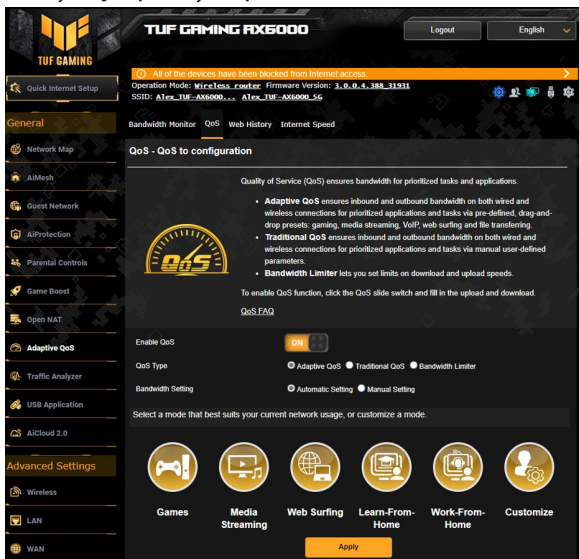 TUF GAMING AX6000
Logout
English
TUF GAMING
All of the devices have been blocked from Internet access.
Quick Internet Setup
Operation Mode: Wireless router Firmware Version: 3.0.0.4.388_31931
SSID: Alex_TUF-AX6000... Alex_TUF-AX6000_5G
General
Network Map
AiMesh
Guest Network
AiProtection
Parental Controls
Game Boost
Open NAT
Adaptive QoS
Traffic Analyzer
USB Application
AiCloud 2.0
Advanced Settings
Wireless
LAN
WAN
Bandwidth Monitor QoS Web History Internet Speed
QoS - QoS to configuration
QoS
Quality of Service (QoS) ensures bandwidth for prioritized tasks and applications.
• Adaptive QoS ensures inbound and outbound bandwidth on both wired and
wireless connections for prioritized applications and tasks via pre-defined, drag-and-
drop presets: gaming, media streaming, VoIP, web surfing and file transferring.
• Traditional QoS ensures inbound and outbound bandwidth on both wired and
wireless connections for prioritized applications and tasks via manual user-defined
parameters.
• Bandwidth Limiter lets you set limits on download and upload speeds.
To enable QoS function, click the QoS slide switch and fill in the upload and download.
QoS FAQ
Enable QoS
ON
QoS Type
Adaptive QoS Traditional QoS Bandwidth Limiter
Bandwidth Setting
Automatic Setting Manual Setting
Select a mode that best suits your current network usage, or customize a mode.
Games
Media
Streaming
Web Surfing
Learn-From-
Home
Work-From-
Home
Customize
Apply